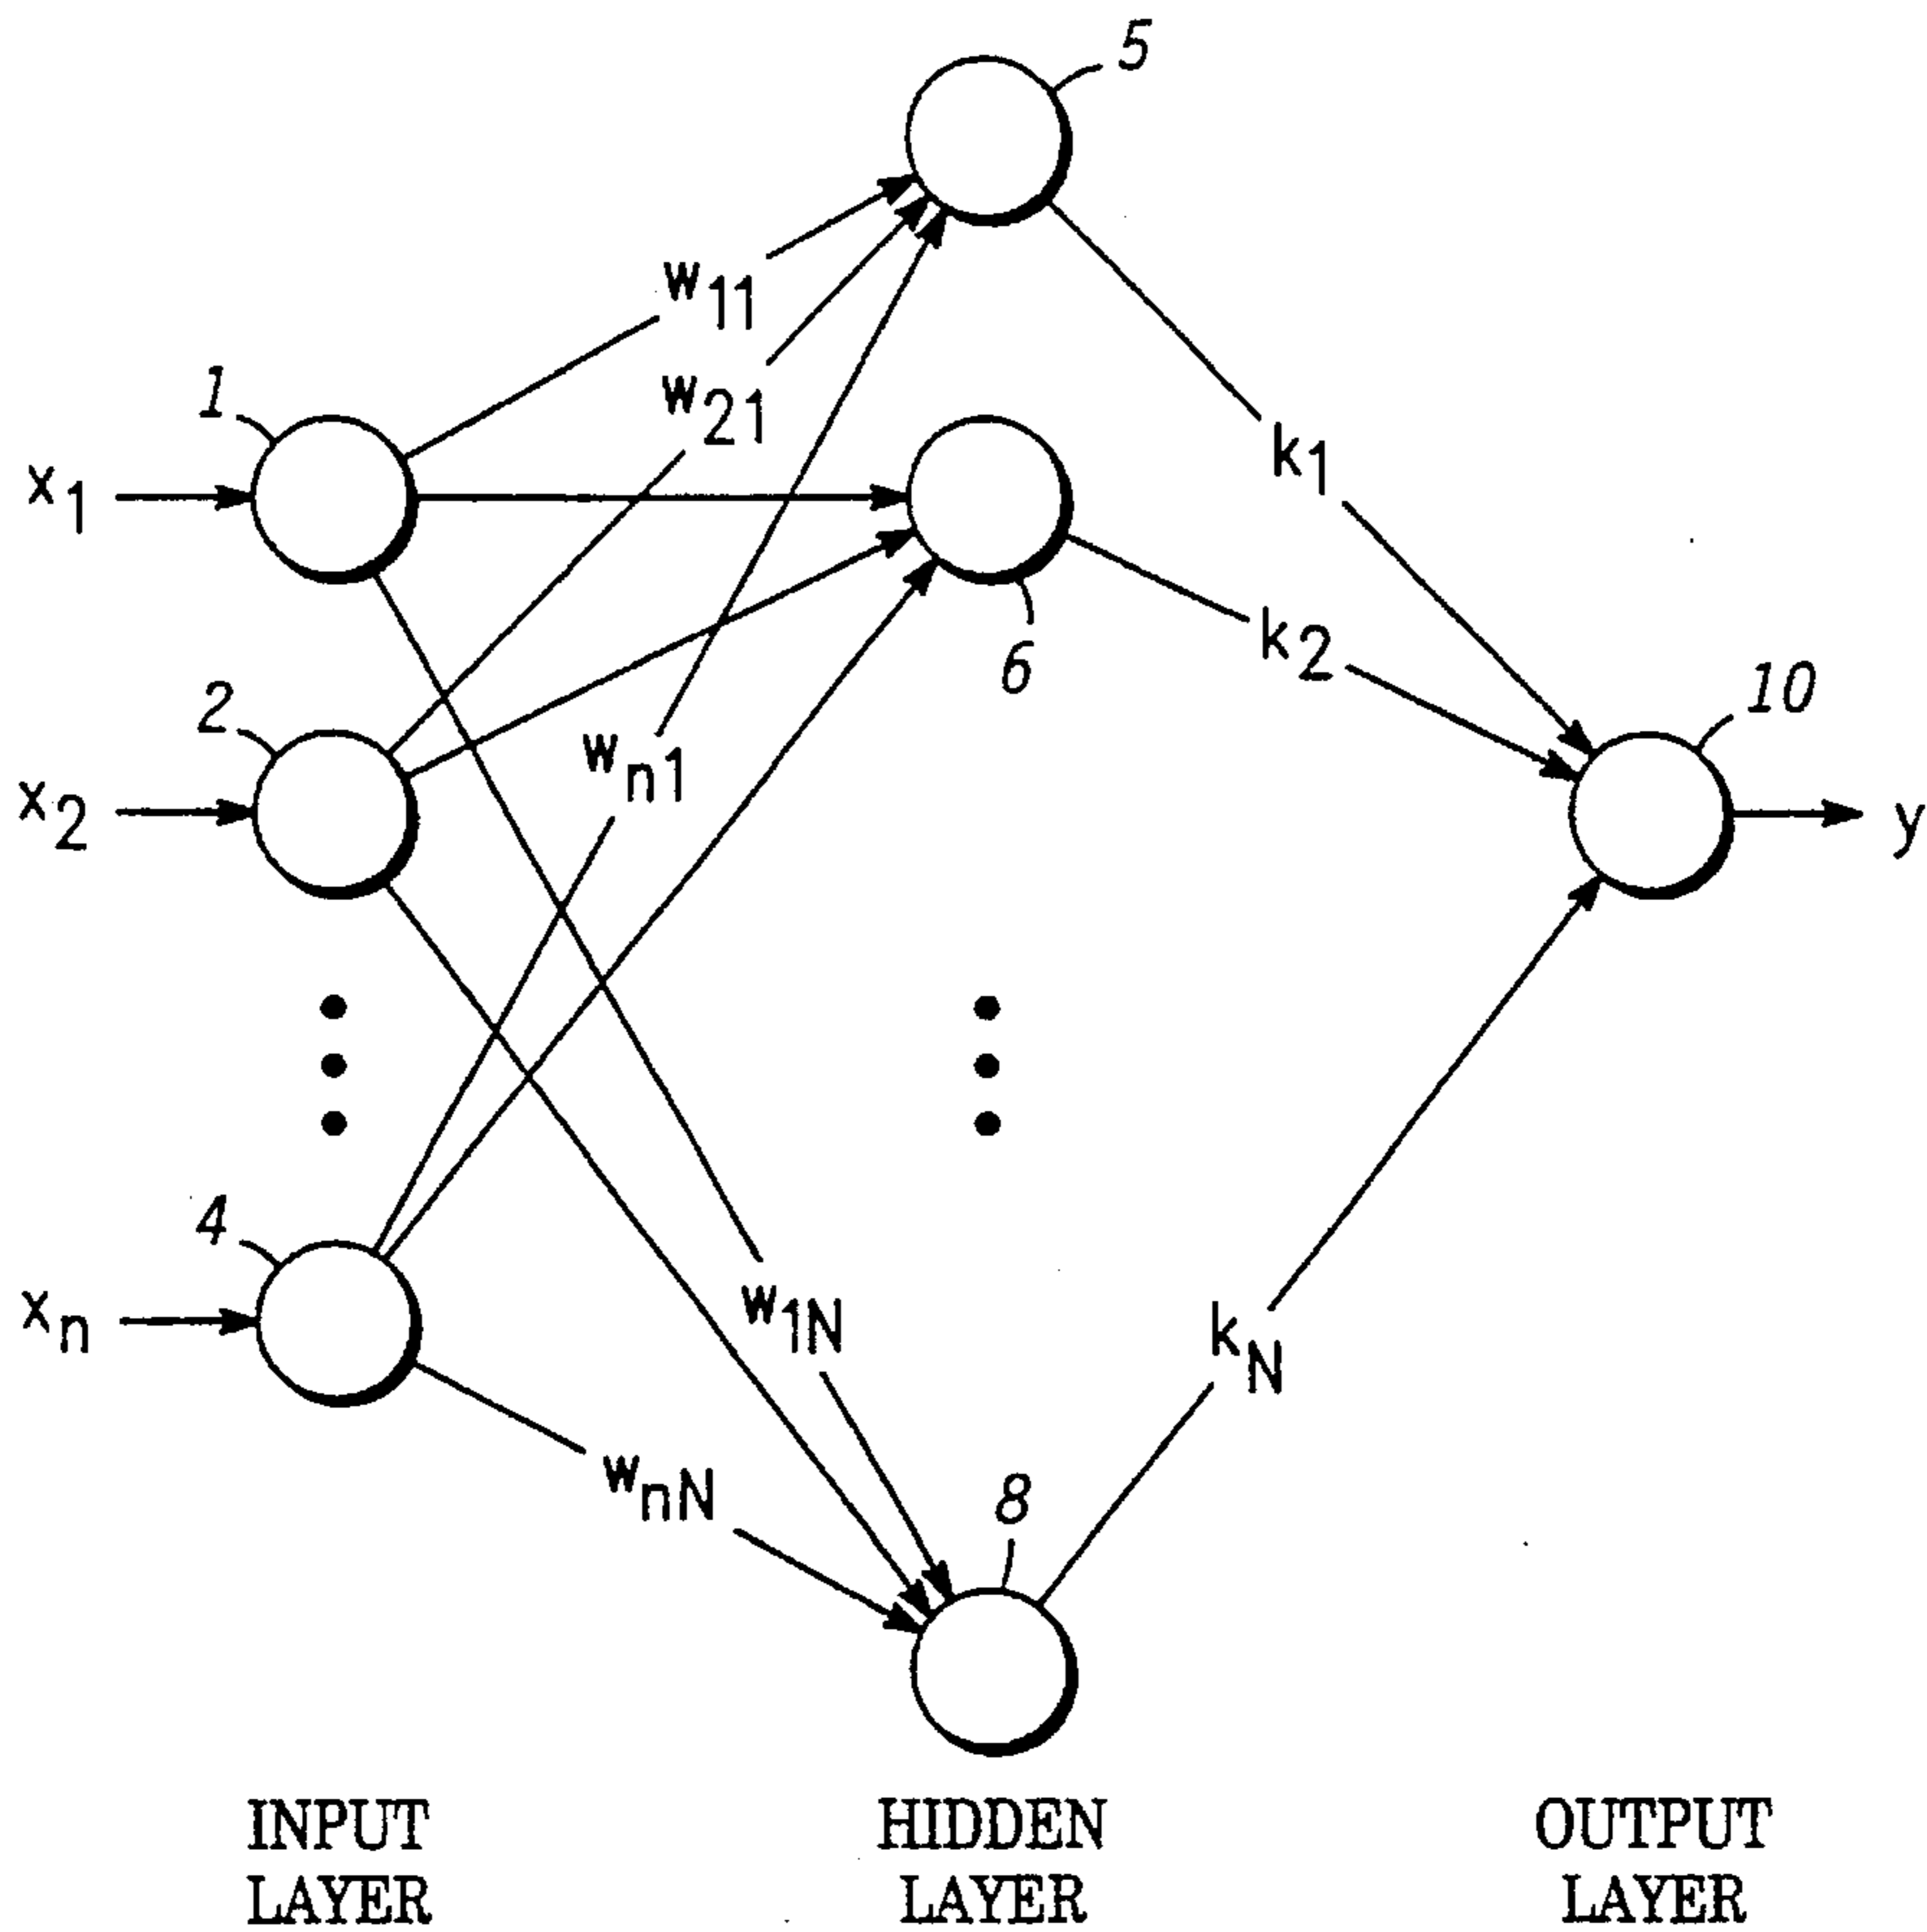 5
w11
1
w21
x1
k1
6
k2
2
10
wn1
x2
y
4
w1N
xn
kN
wnN
8
INPUT LAYER
HIDDEN LAYER
OUTPUT LAYER